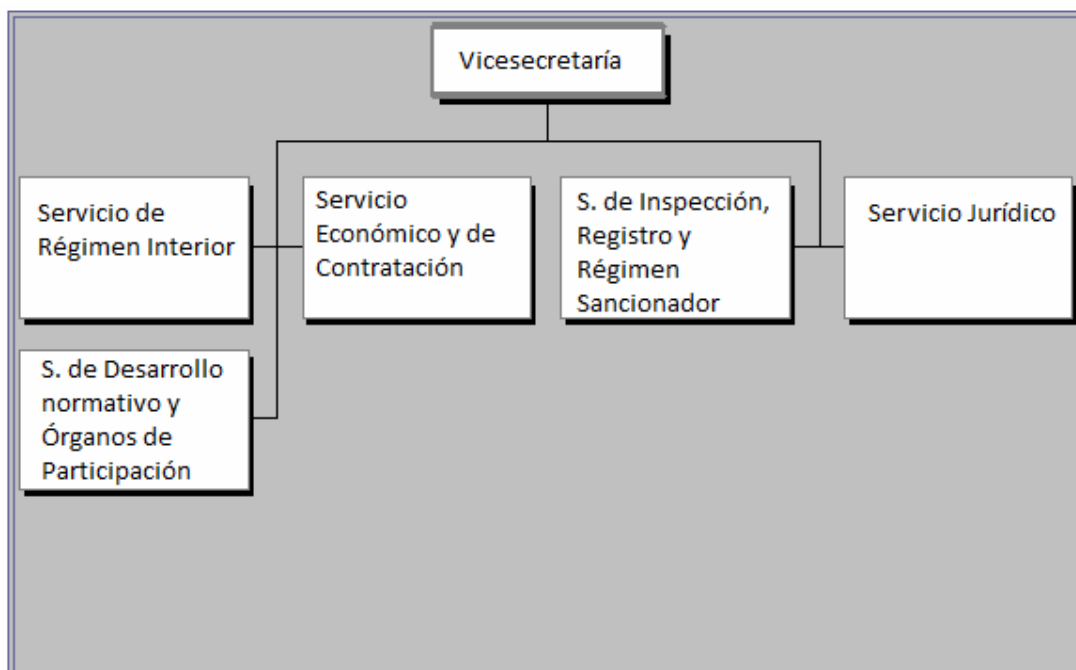 Vicesecretaría
Servicio de
Régimen Interior
Servicio
Económico y de
Contratación
S. de Inspección,
Registro y
Régimen
Sancionador
Servicio Jurídico
S. de Desarrollo
normativo y
Órganos de
Participación